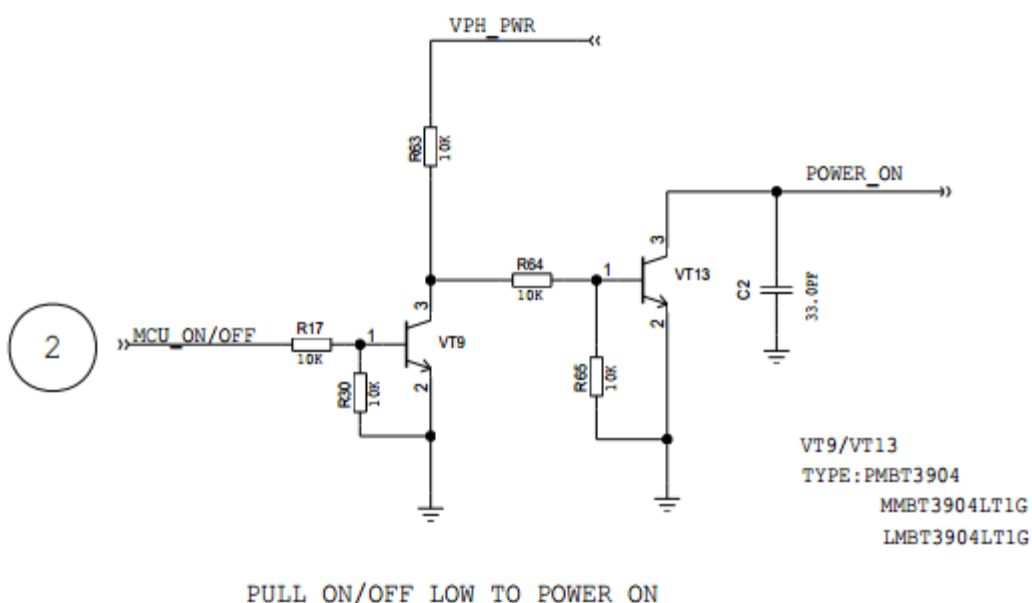 VPH_PWR
R63
10K
POWER_ON
3
R64
1
VT13
10K
C2
33.0PF
2
3
2
MCU_ON/OFF
R17
1
VT9
10K
R30
10K
2
R65
10K
VT9/VT13
TYPE:PMBT3904
MMBT3904LT1G
LMBT3904LT1G
PULL ON/OFF LOW TO POWER ON